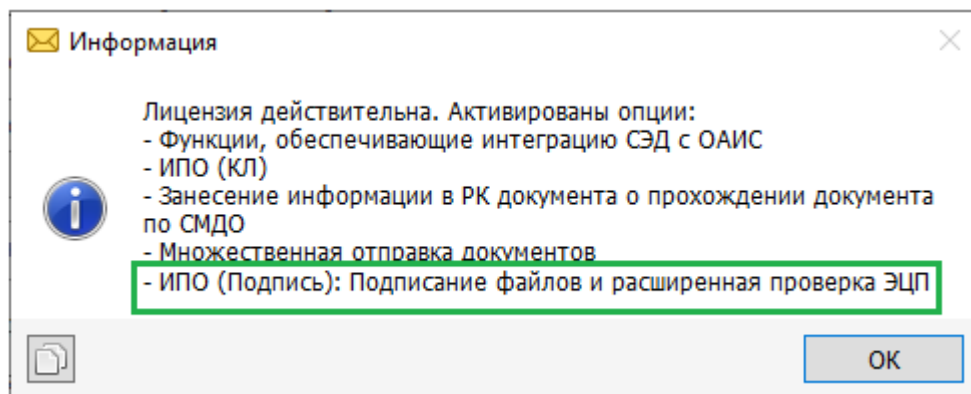 Информация
Лицензия действительна. Активированы опции:
- Функции, обеспечивающие интеграцию СЭД с ОАИС
- ИПО (КЛ)
- Занесение информации в РК документа о прохождении документа
по СМДО
- Множественная отправка документов
- ИПО (Подпись): Подписание файлов и расширенная проверка ЭЦП
ОК